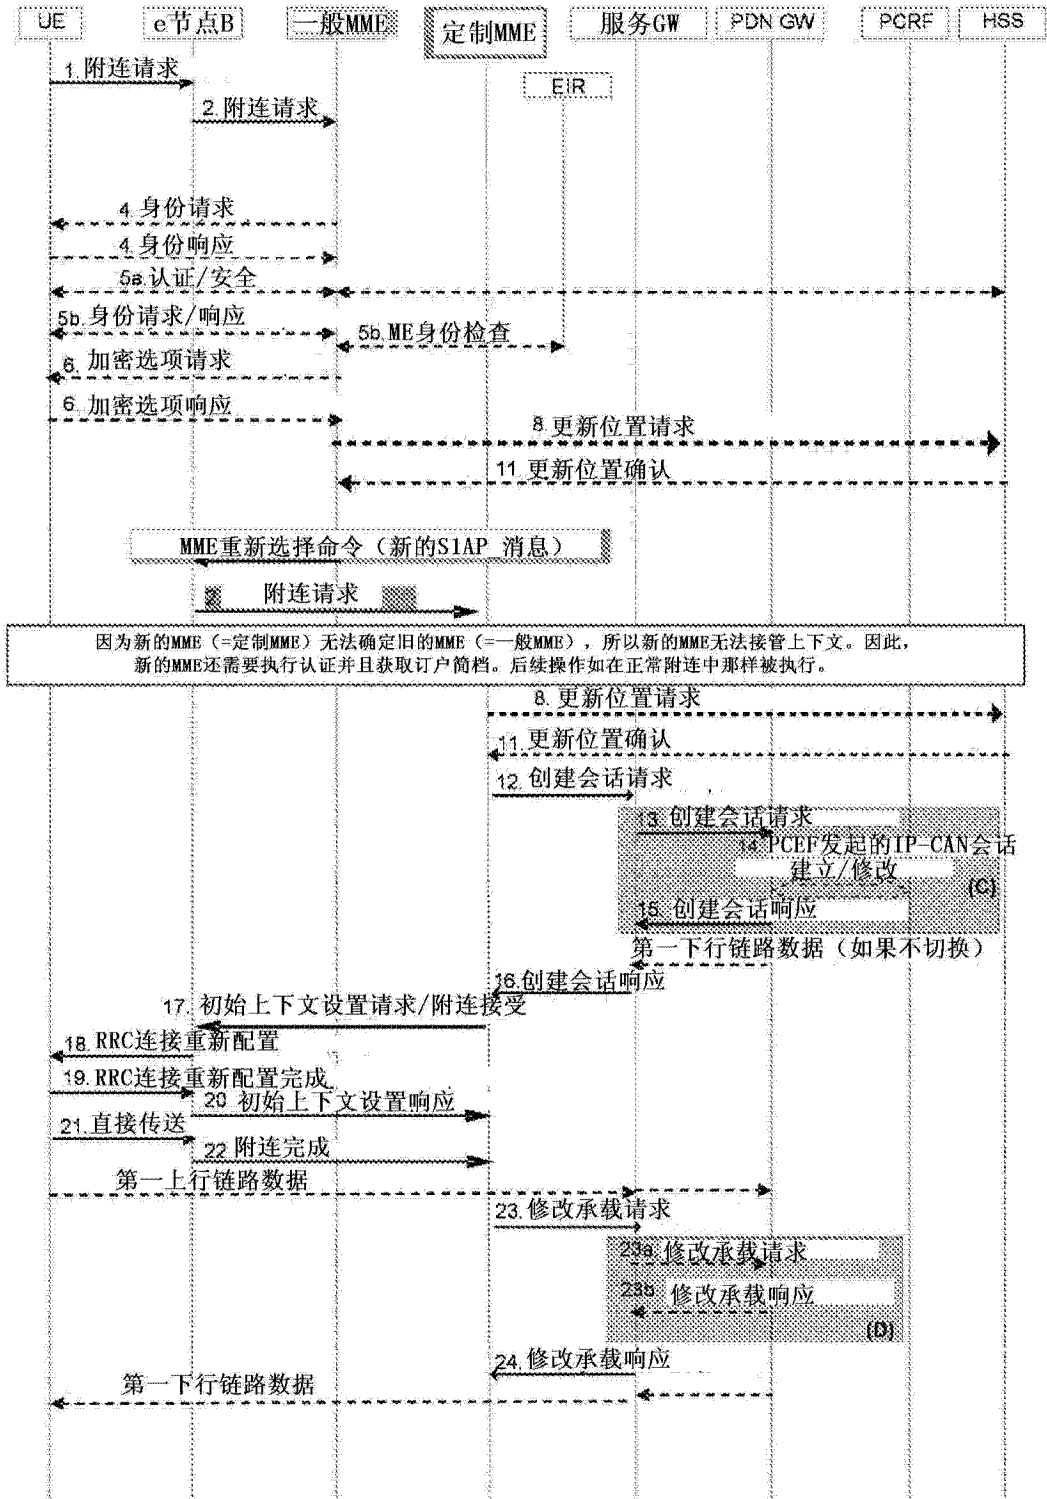 UE
e节点B
一般MME
定制MME
服务GW
PDN GW
PCRF
HSS
EIR
1.附连请求
2.附连请求
4.身份请求
4.身份响应
5a.认证/安全
5b.身份请求/响应
5b.ME身份检查
6.加密选项请求
6.加密选项响应
8.更新位置请求
11.更新位置确认
MME重新选择命令（新的S1AP 消息）
2 附连请求
因为新的MME（=定制MME）无法确定旧的MME（=一般MME），所以新的MME无法接管上下文。因此，
新的MME还需要执行认证并且获取订户简档。后续操作如在正常附连中那样被执行。
8.更新位置请求
11.更新位置确认
12.创建会话请求
13.创建会话请求
14.PCEF发起的IP-CAN会话
建立/修改
(C)
15.创建会话响应
第一下行链路数据（如果不切换）
16.创建会话响应
17.初始上下文设置请求/附连接受
18.RRC连接重新配置
19.RRC连接重新配置完成
20 初始上下文设置响应
21.直接传送
22 附连完成
第一上行链路数据
23.修改承载请求
23a 修改承载请求
23b 修改承载响应
(D)
24.修改承载响应
第一下行链路数据